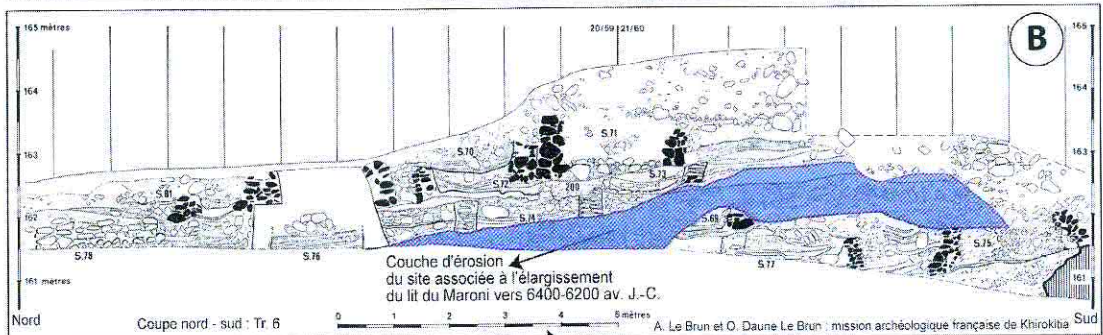 165 mètres
20/59 21/60
165
B
164
164
163
163
162
161 mètres
161
S.71
S.70
S.73
S.72
200
S.81
S.74
S.69
S.75
S.78
S.76
S.77
Couche d'érosion
du site associée à l'élargissement
du lit du Maroni vers 6400-6200 av. J.-C.
Nord
Coupe nord - sud : Tr. 6
0 1 2 3 4 5 mètres
A. Le Brun et O. Daune Le Brun : mission archéologique française de Khirokitia
Sud